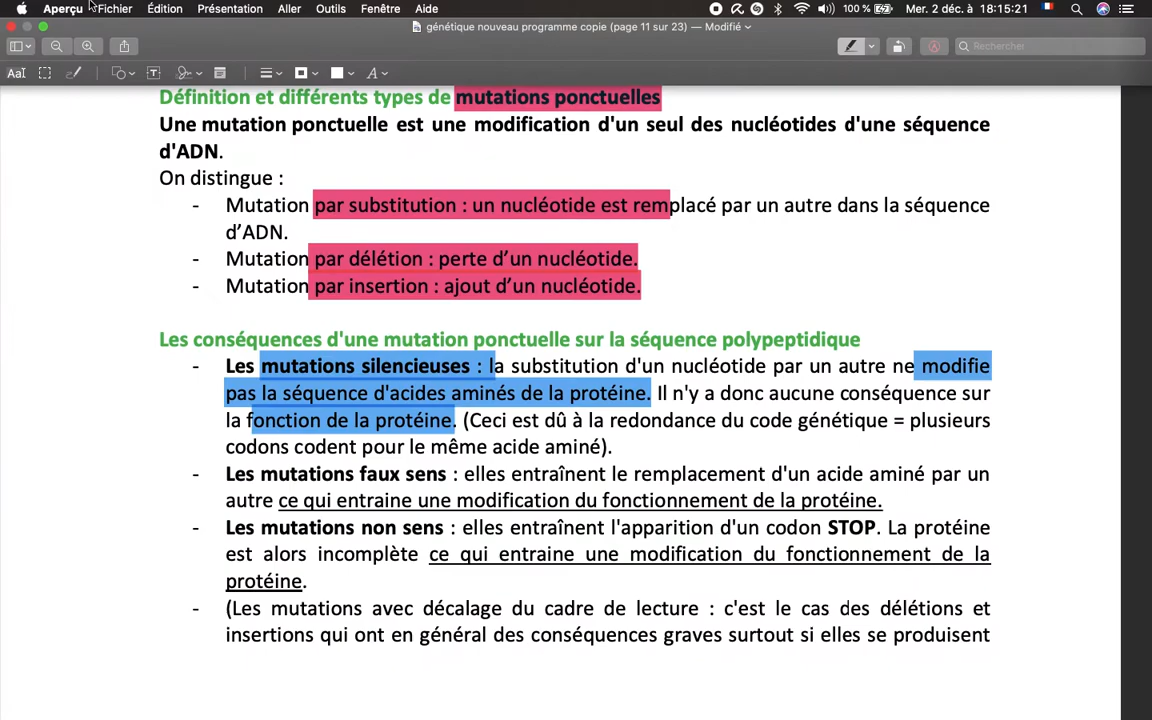 Aperçu Fichier Édition Présentation Aller Outils Fenêtre Aide 100 % Mer. 2 déc. à 18:15:21
génétique nouveau programme copie (page 11 sur 23) — Modifié
Rechercher
AaI T A
Définition et différents types de mutations ponctuelles
Une mutation ponctuelle est une modification d'un seul des nucléotides d'une séquence
d'ADN.
On distingue :
- Mutation par substitution : un nucléotide est remplacé par un autre dans la séquence
d’ADN.
- Mutation par délétion : perte d’un nucléotide.
- Mutation par insertion : ajout d’un nucléotide.
Les conséquences d'une mutation ponctuelle sur la séquence polypeptidique
- Les mutations silencieuses : la substitution d'un nucléotide par un autre ne modifie
pas la séquence d'acides aminés de la protéine. Il n'y a donc aucune conséquence sur
la fonction de la protéine. (Ceci est dû à la redondance du code génétique = plusieurs
codons codent pour le même acide aminé).
- Les mutations faux sens : elles entraînent le remplacement d'un acide aminé par un
autre ce qui entraine une modification du fonctionnement de la protéine.
- Les mutations non sens : elles entraînent l'apparition d'un codon STOP. La protéine
est alors incomplète ce qui entraine une modification du fonctionnement de la
protéine.
- (Les mutations avec décalage du cadre de lecture : c'est le cas des délétions et
insertions qui ont en général des conséquences graves surtout si elles se produisent